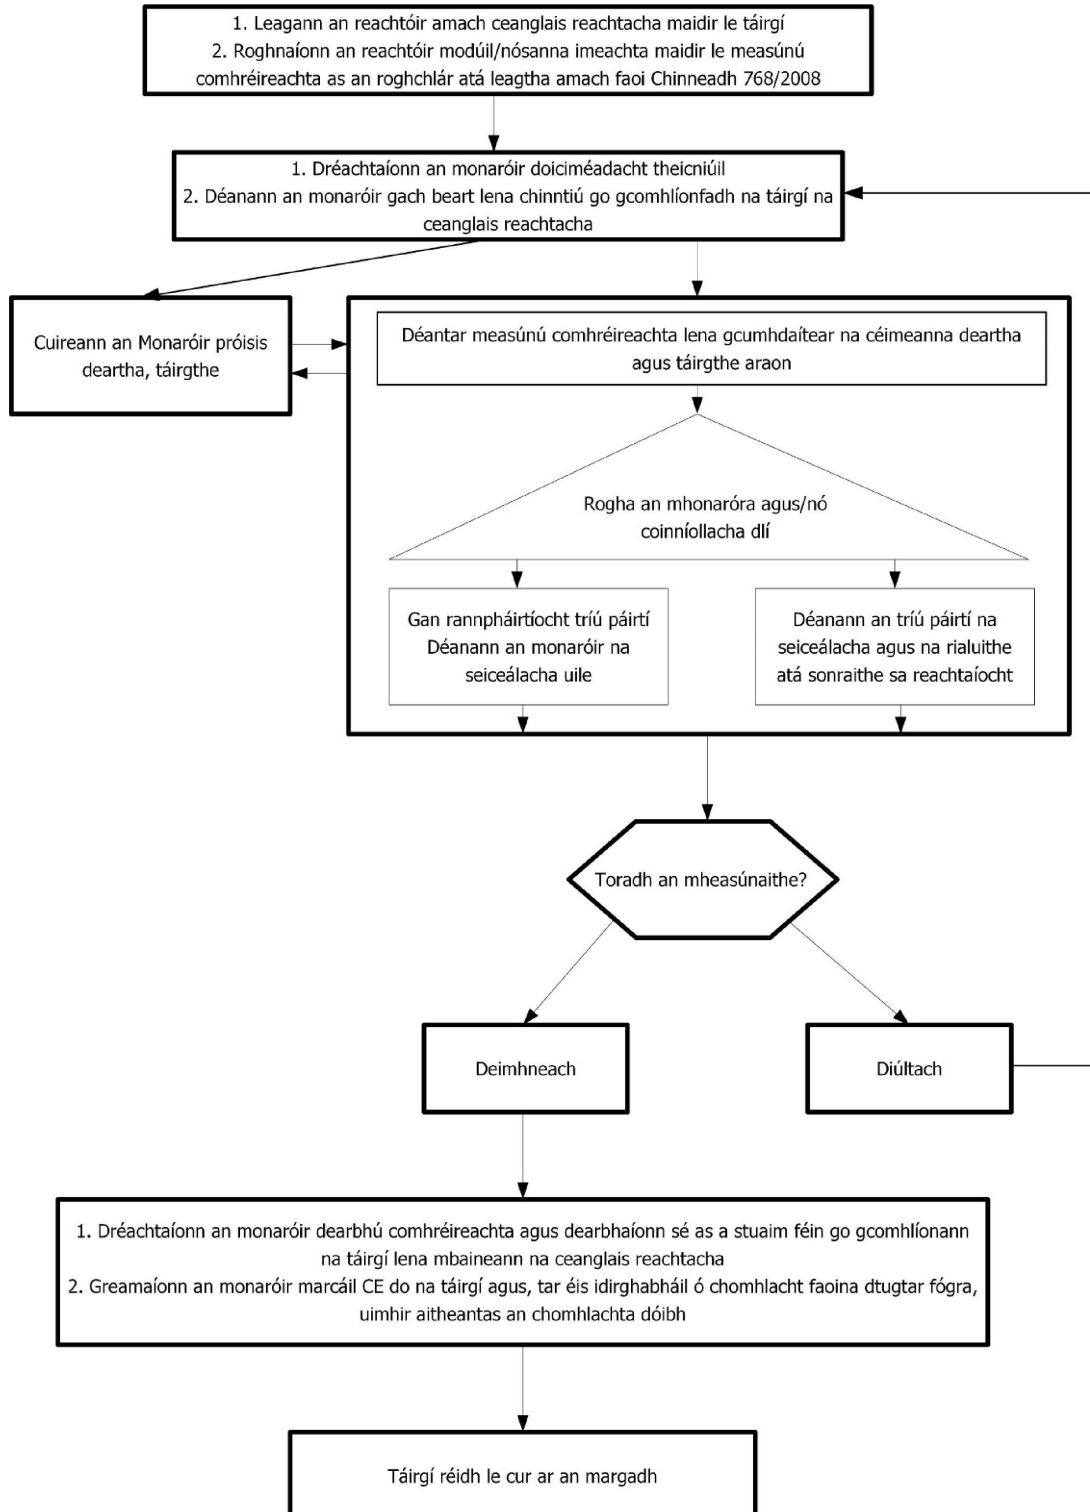 1. Leagann an reachtóir amach ceanglais reachtacha maidir le táirgí
2. Roghnaíonn an reachtóir modúil/nósanna imeachta maidir le measúnú
comhréireachta as an roghchlár atá leagtha amach faoi Chinneadh 768/2008
1. Dréachtaíonn an monaróir doiciméadacht theicniúil
2. Déanann an monaróir gach beart lena chinntiú go gcomhlíonfadh na táirgí na
ceanglais reachtacha
Cuireann an Monaróir próisis
deartha, táirgthe
Déantar measúnú comhréireachta lena gcumhdaítear na céimeanna deartha
agus táirgthe araon
Rogha an mhonaróra agus/nó
coinníollacha dlí
Gan rannpháirtíocht tríú páirtí
Déanann an monaróir na
seiceálacha uile
Déanann an tríú páirtí na
seiceálacha agus na rialuithe
atá sonraithe sa reachtaíocht
Toradh an mheasúnaithe?
Deimhneach
Diúltach
1. Dréachtaíonn an monaróir dearbhú comhréireachta agus dearbhaíonn sé as a stuaim féin go gcomhlíonann
na táirgí lena mbaineann na ceanglais reachtacha
2. Greamaíonn an monaróir marcáil CE do na táirgí agus, tar éis idirghabháil ó chomhlacht faoina dtugtar fógra,
uimhir aitheantas an chomhlachta dóibh
Táirgí réidh le cur ar an margadh